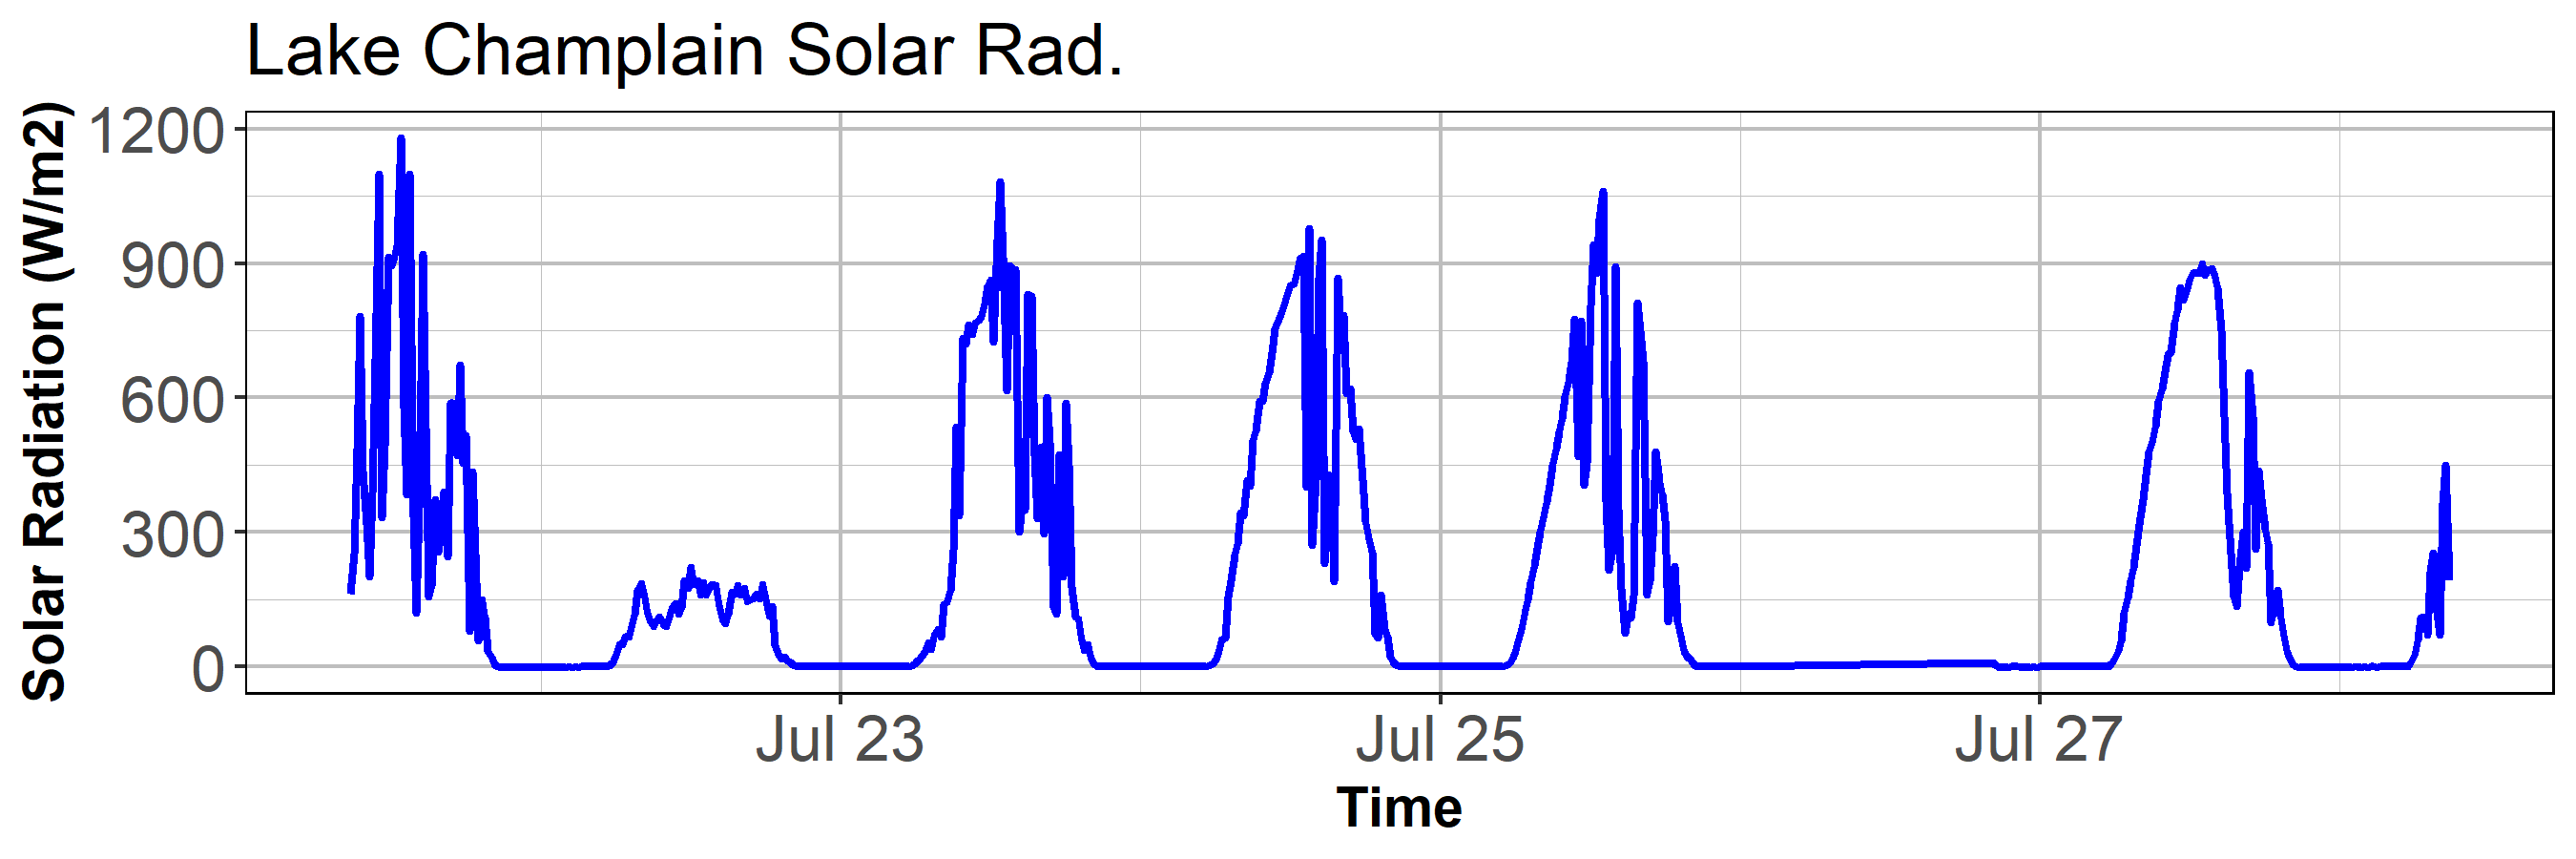 Lake Champlain Solar Rad.
Solar Radiation (W/m2)
1200
900
600
300
0
Jul 23
Jul 25
Jul 27
Time